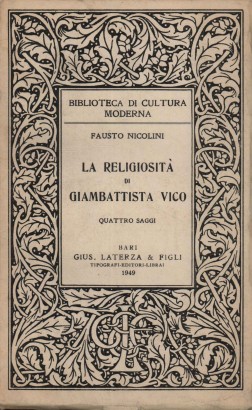 BIBLIOTECA DI CULTURA
MODERNA
FAUSTO NICOLINI
LA RELIGIOSITÀ
DI
GIAMBATTISTA VICO
QUATTRO SAGGI
BARI
GIUS. LATERZA & FIGLI
TIPOGRAFI-EDITORI-LIBRAI
1949